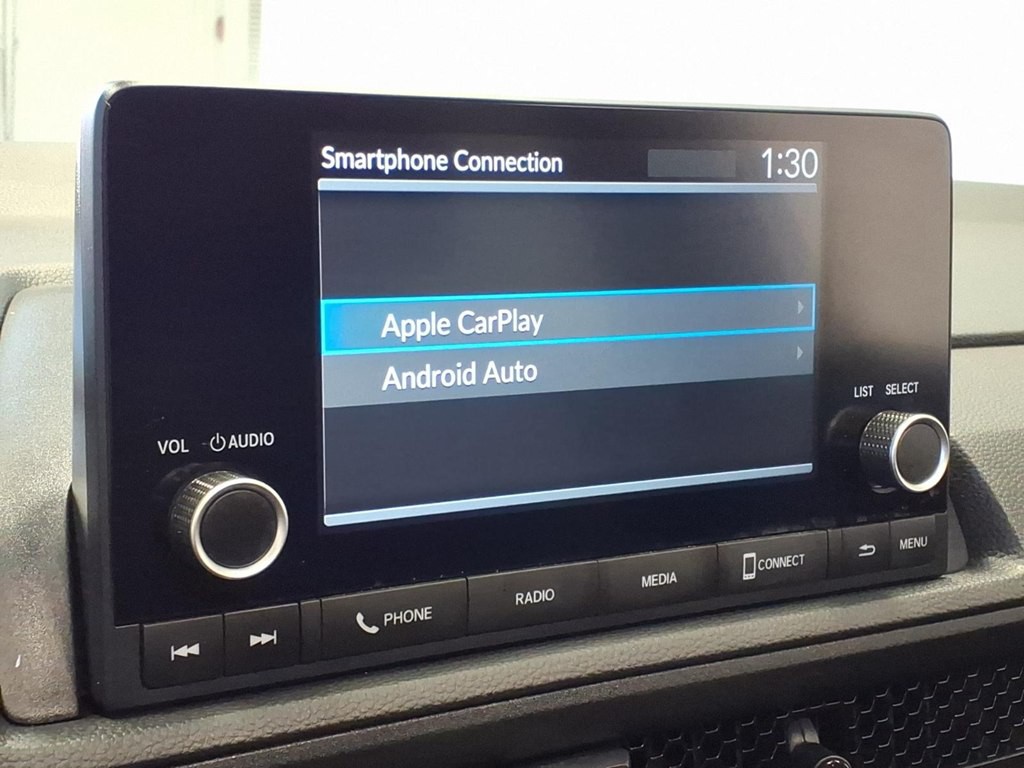 Smartphone Connection 1:30
Apple CarPlay
Android Auto
LIST SELECT
VOL AUDIO
PHONE RADIO MEDIA CONNECT MENU